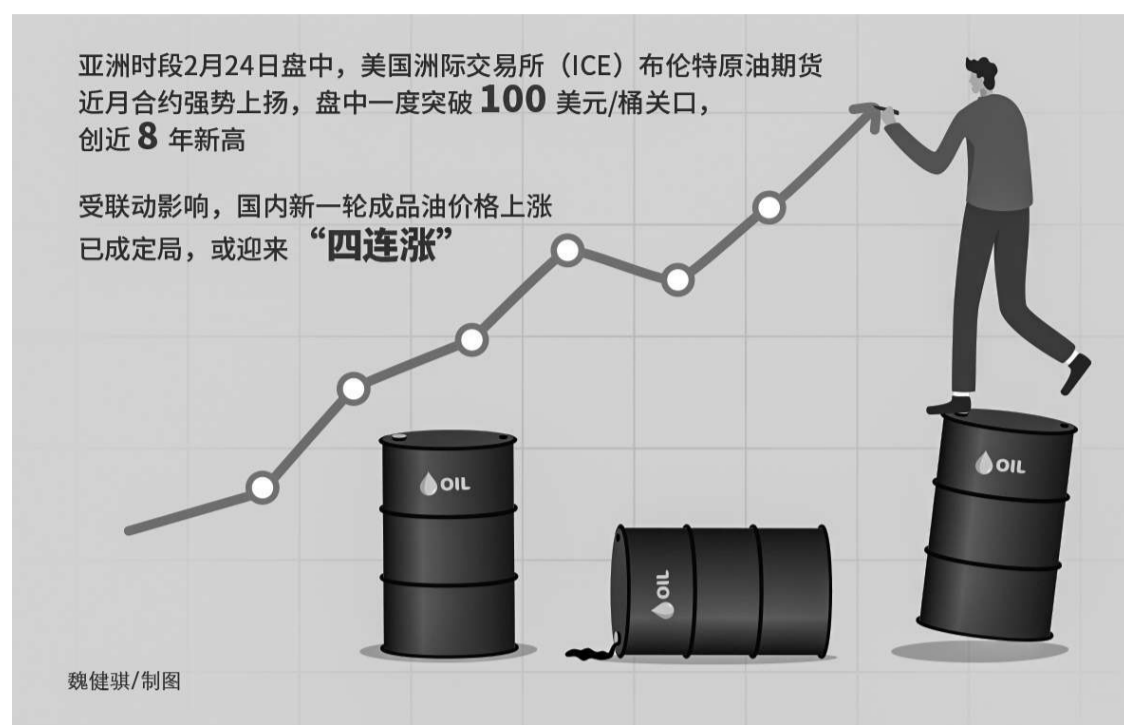 亚洲时段2月24日盘中，美国洲际交易所（ICE）布伦特原油期货
近月合约强势上扬，盘中一度突破 100 美元/桶关口，
创近 8 年新高
受联动影响，国内新一轮成品油价格上涨
已成定局，或迎来“四连涨”
OIL
OIL
OIL
魏健骐/制图